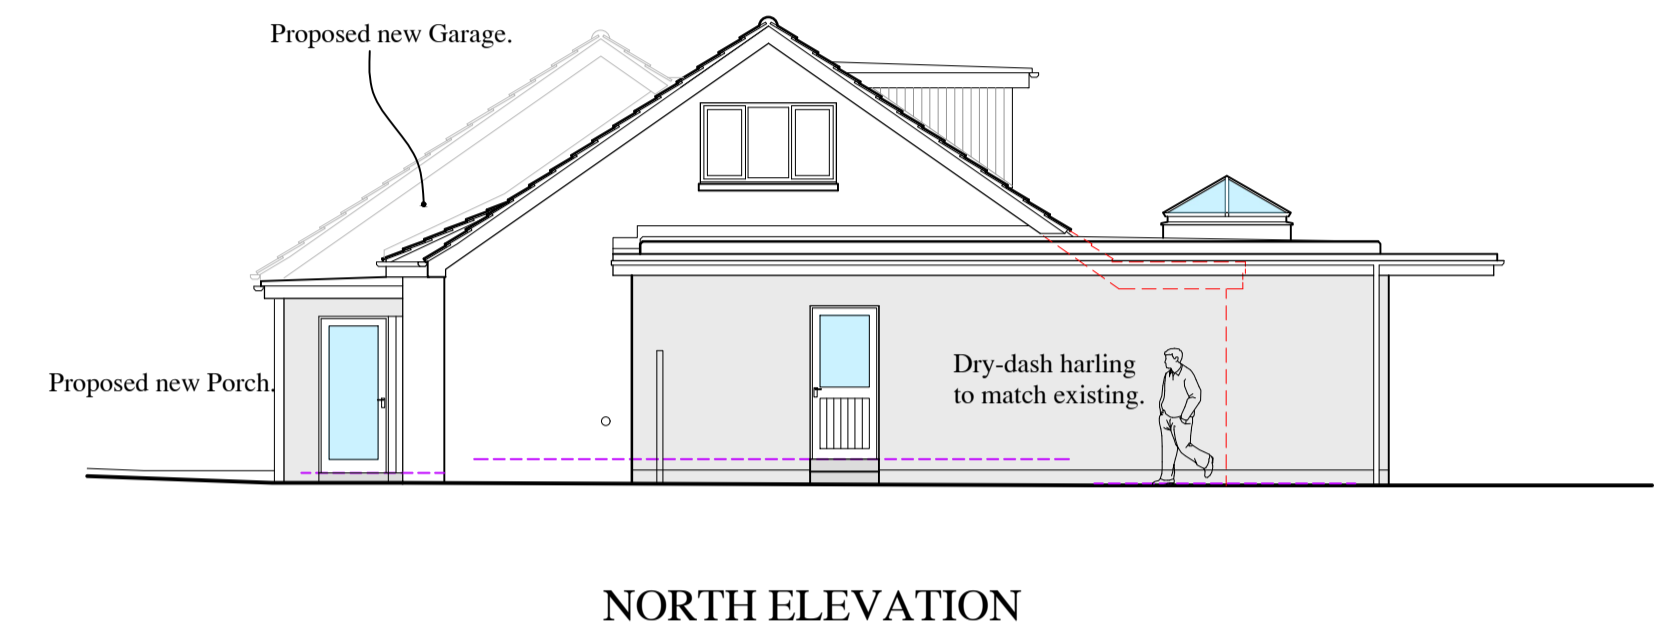 Proposed new Garage.
Proposed new Porch.
Dry-dash harling
to match existing.
NORTH ELEVATION